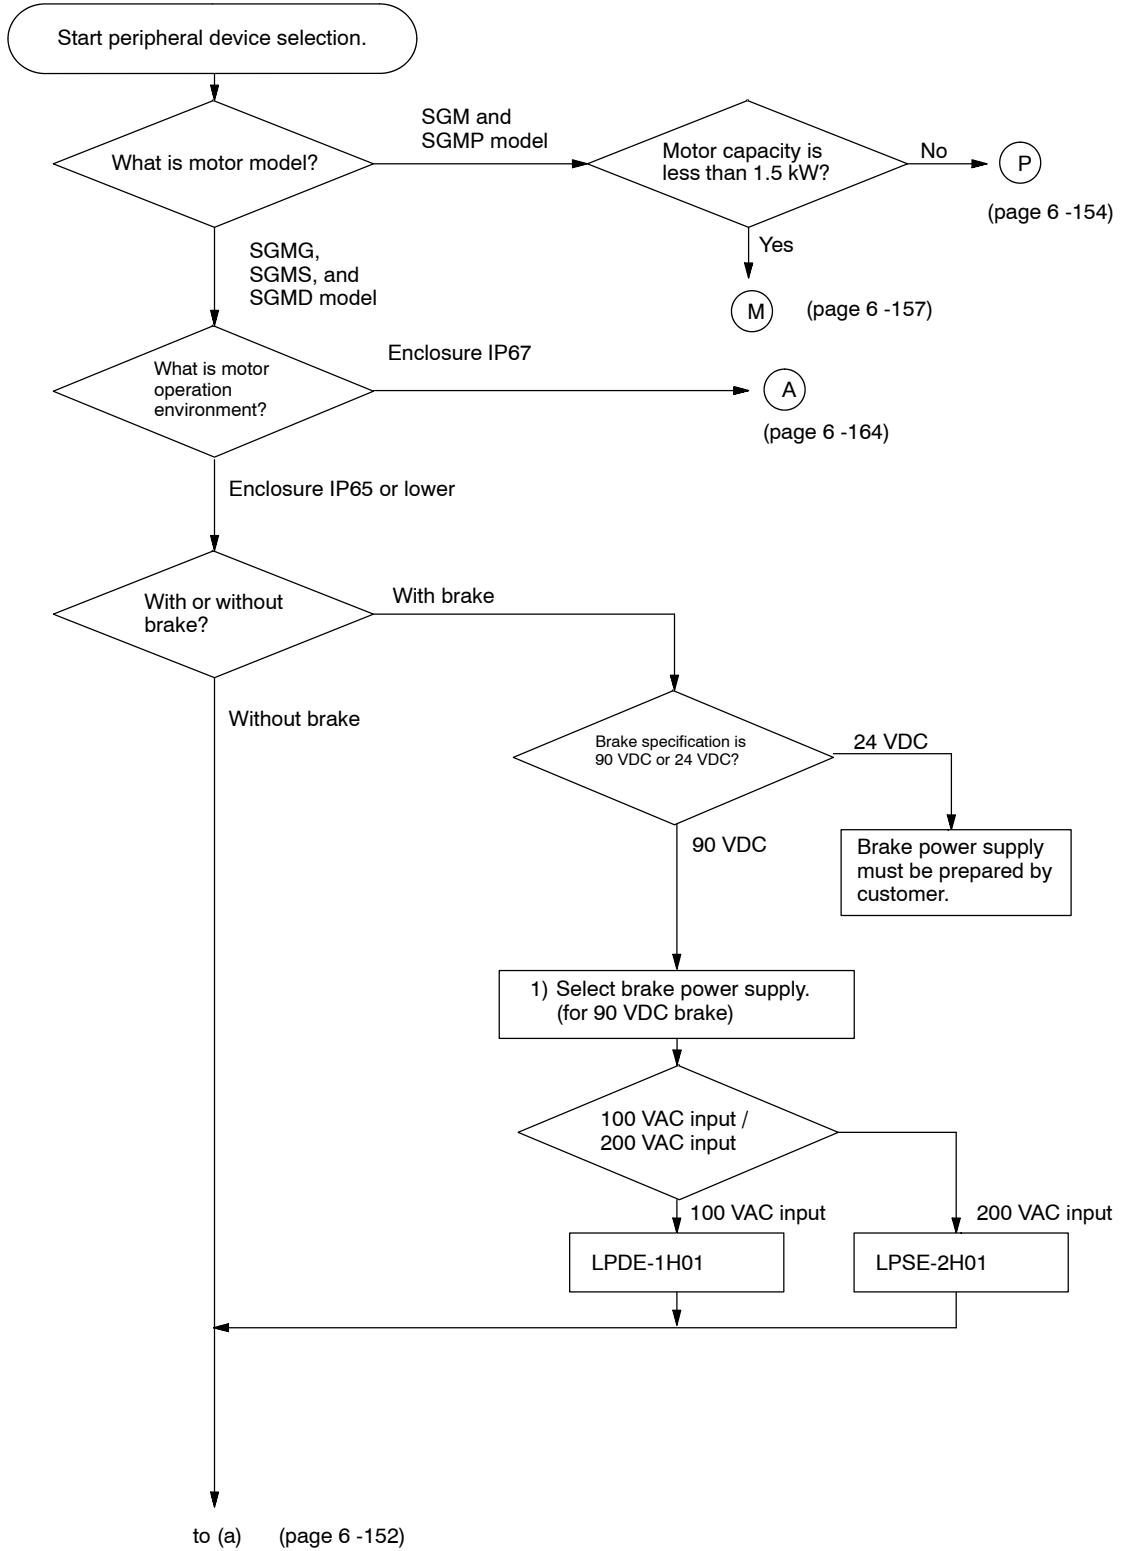 Start peripheral device selection.
What is motor model?
SGM and
SGMP model
Motor capacity is
less than 1.5 kW?
No
P
(page 6 -154)
Yes
M
(page 6 -157)
SGMG,
SGMS, and
SGMD model
What is motor
operation
environment?
Enclosure IP67
A
(page 6 -164)
Enclosure IP65 or lower
With or without
brake?
With brake
Without brake
Brake specification is
90 VDC or 24 VDC?
24 VDC
90 VDC
Brake power supply
must be prepared by
customer.
1) Select brake power supply.
(for 90 VDC brake)
100 VAC input /
200 VAC input
100 VAC input
200 VAC input
LPDE-1H01
LPSE-2H01
to (a) (page 6 -152)